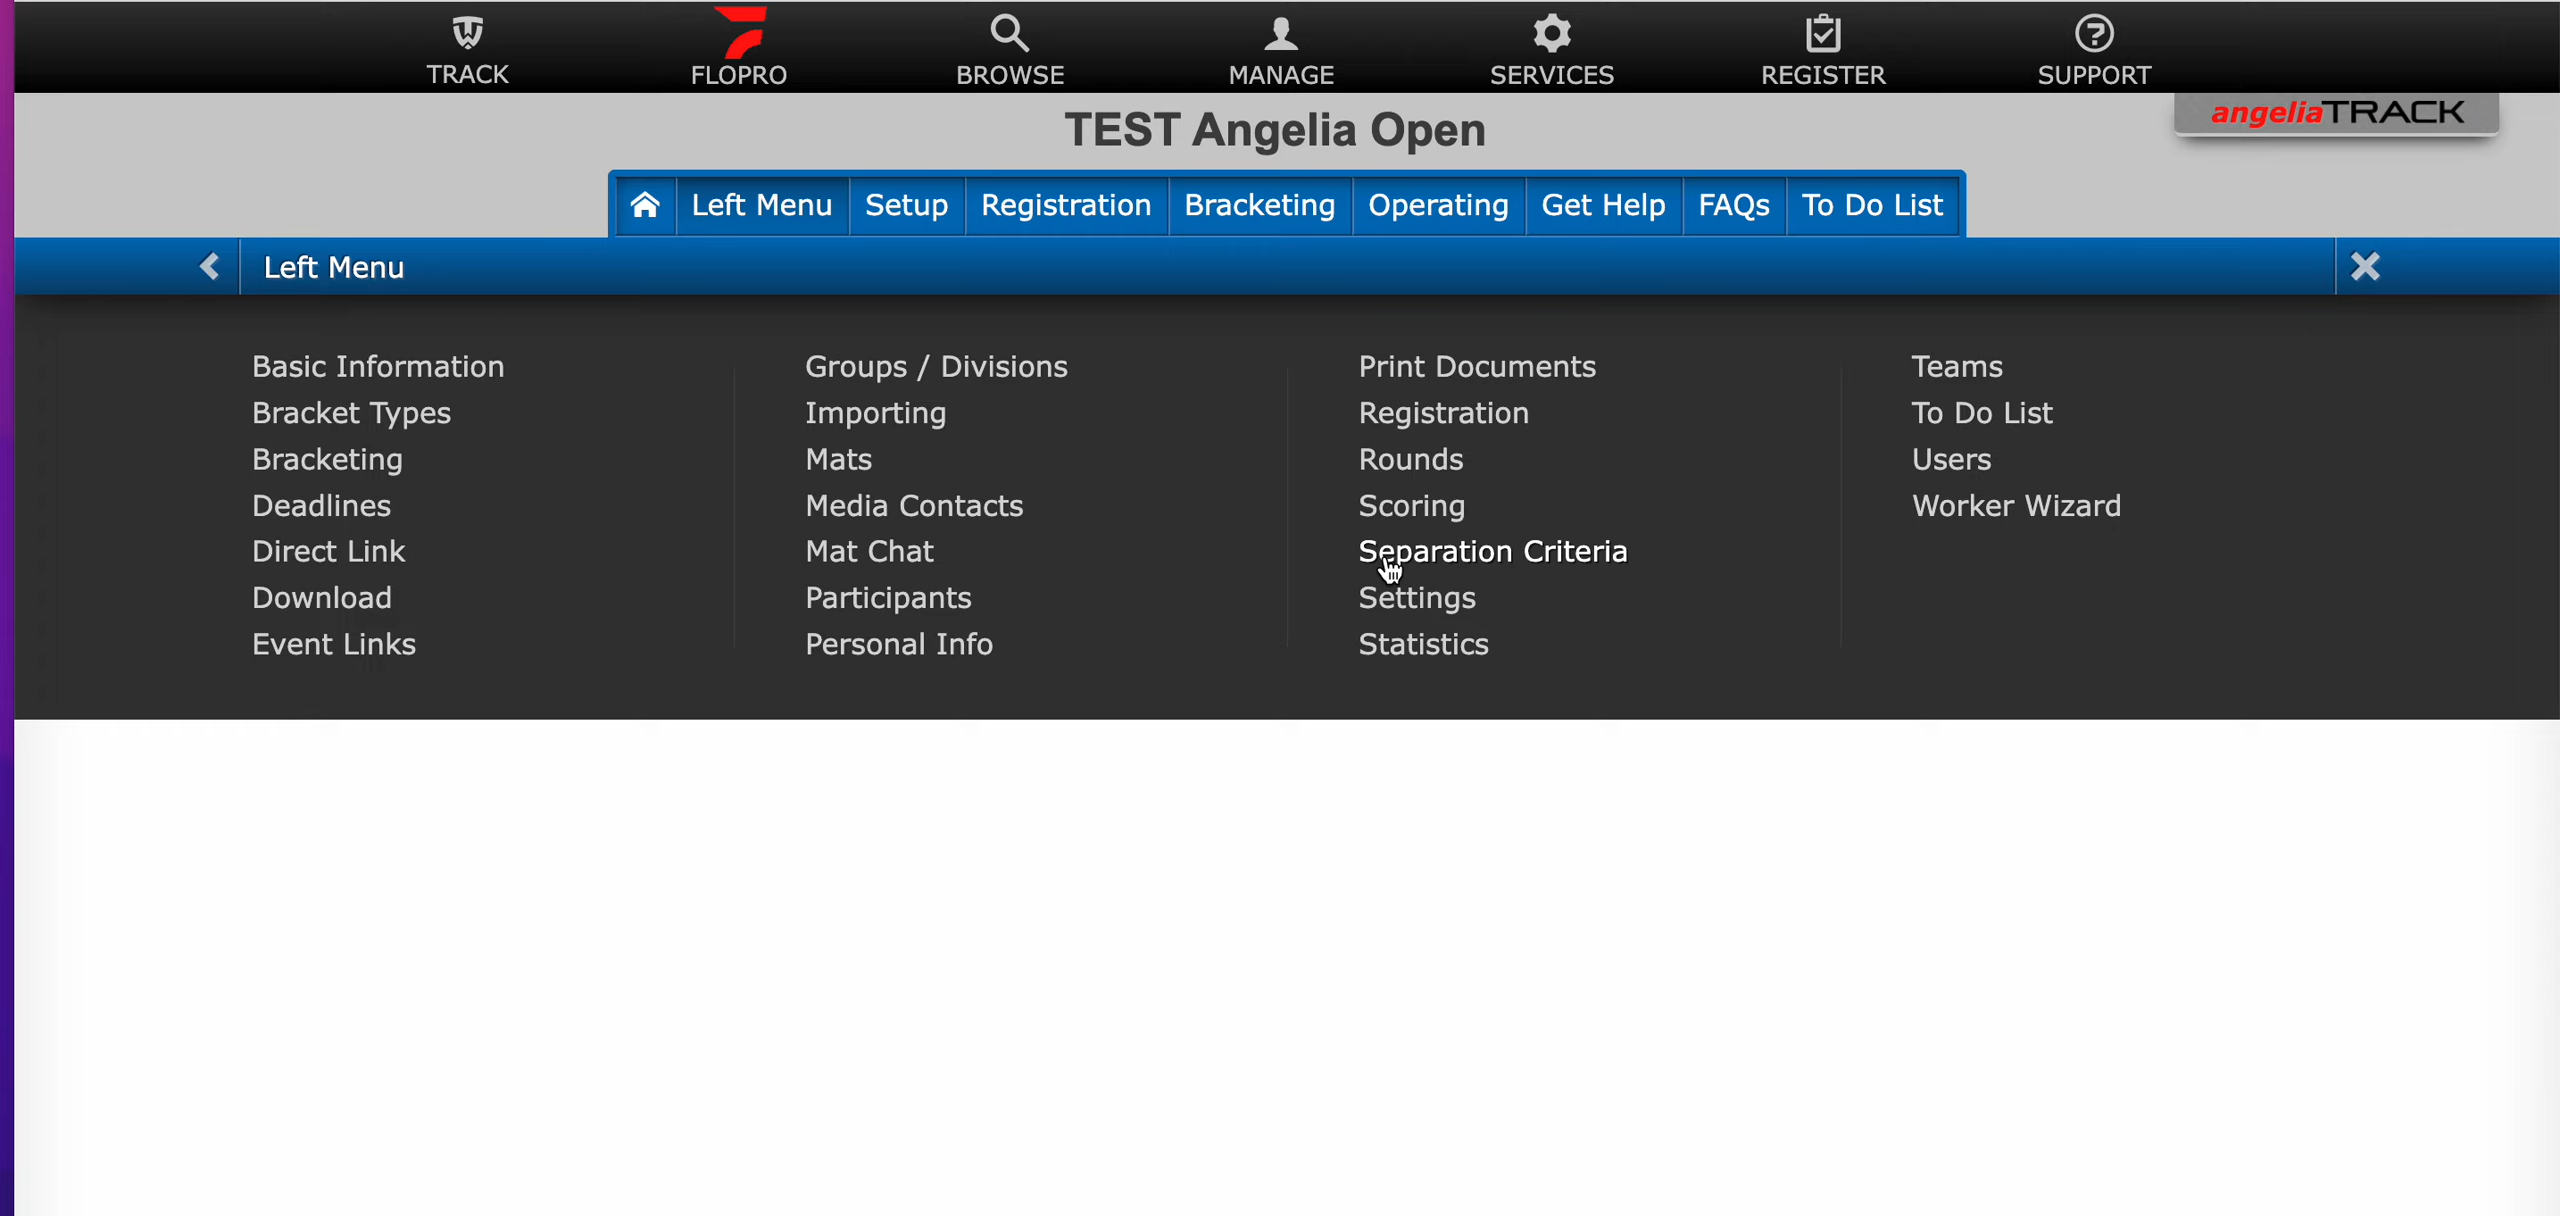 TRACK
FLOPRO
BROWSE
MANAGE
SERVICES
REGISTER
SUPPORT
TEST Angelia Open
angeliaTRACK
Left Menu
Setup
Registration
Bracketing
Operating
Get Help
FAQs
To Do List
Left Menu
Basic Information
Bracket Types
Bracketing
Deadlines
Direct Link
Download
Event Links
Groups / Divisions
Importing
Mats
Media Contacts
Mat Chat
Participants
Personal Info
Print Documents
Registration
Rounds
Scoring
Separation Criteria
Settings
Statistics
Teams
To Do List
Users
Worker Wizard